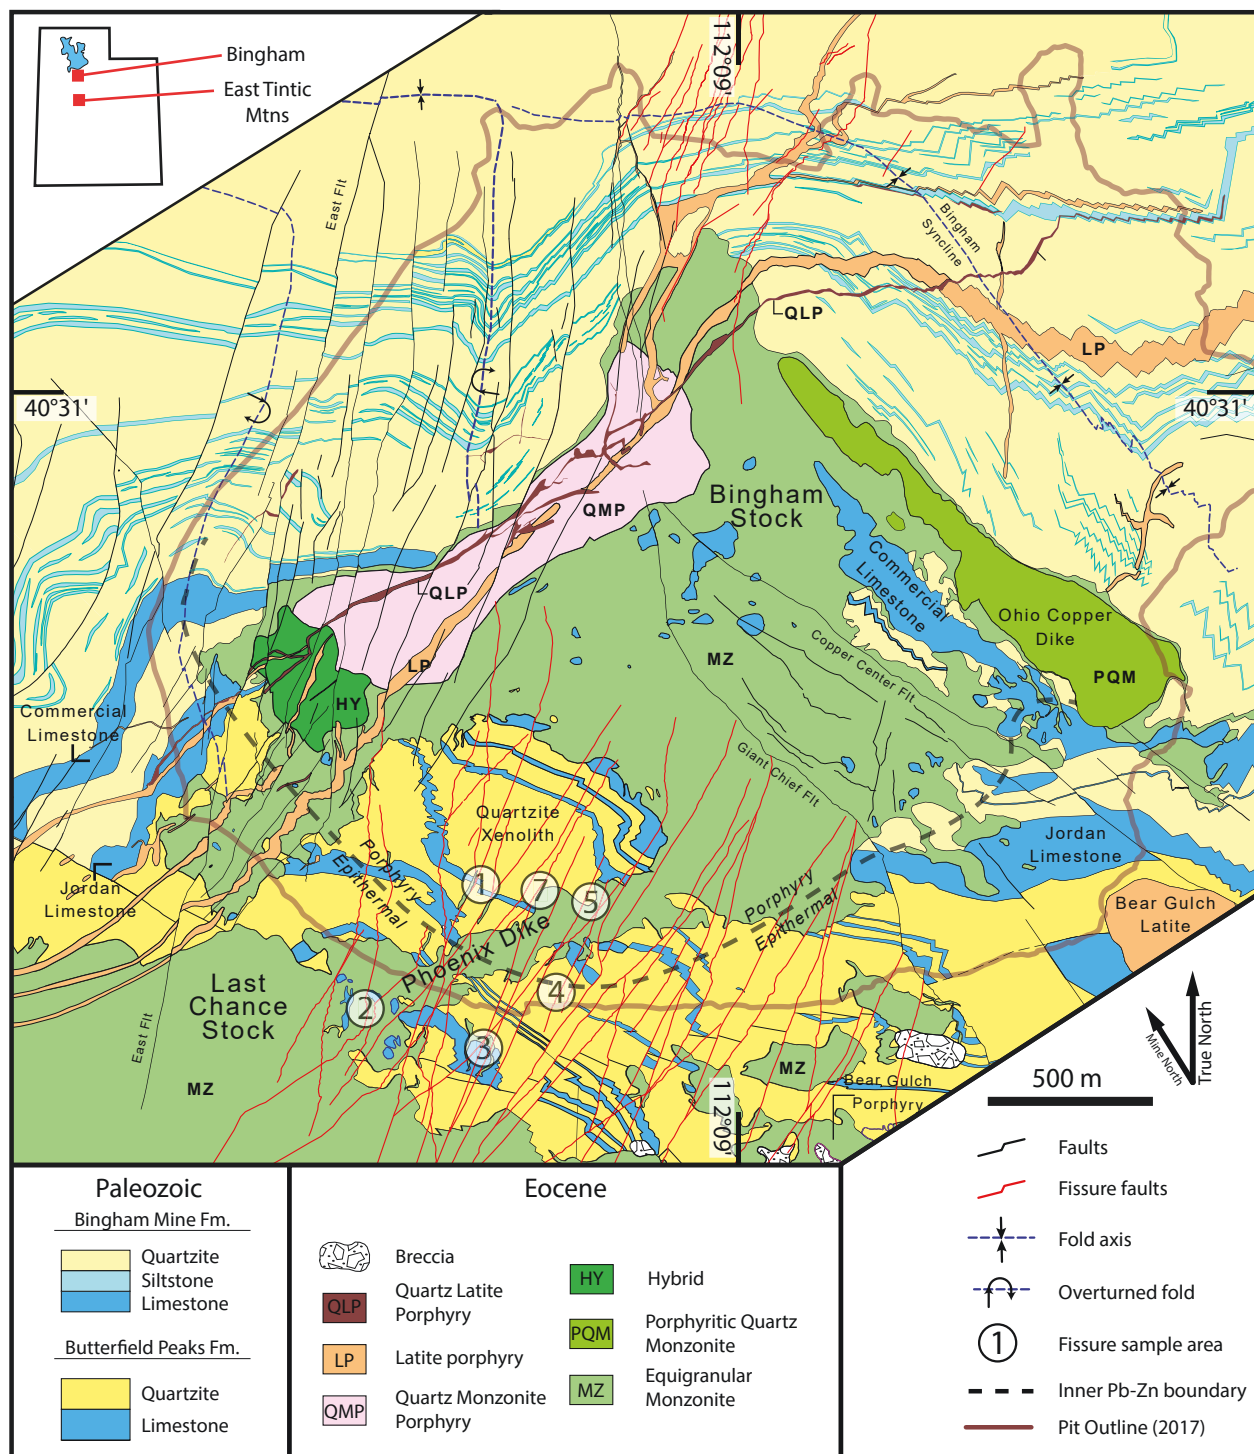 Bingham
East Tintic
Mtns
112°09'
East Flt
Bingham
Syncline
QLP
LP
40°31'
40°31'
QMP
Bingham
Stock
Commercial
Limestone
Ohio Copper
Dike
PQM
QLP
LP
HY
MZ
Copper Center Flt
Giant Chief Flt
Commercial
Limestone
Quartzite
Xenolith
Jordan
Limestone
Jordan
Limestone
Porphyry
Epithermal
Porphyry
Epithermal
1
7
5
Bear Gulch
Latite
Phoenix Dike
Last
Chance
Stock
2
4
3
East Flt
MZ
MZ
Bear Gulch
Porphyry
112°09'
Mine North
True North
500 m
Faults
Fissure faults
Fold axis
Overturned fold
1
Fissure sample area
Inner Pb-Zn boundary
Pit Outline (2017)
Paleozoic
Bingham Mine Fm.
Quartzite
Siltstone
Limestone
Butterfield Peaks Fm.
Quartzite
Limestone
Eocene
Breccia
QLP
Quartz Latite
Porphyry
LP
Latite porphyry
QMP
Quartz Monzonite
Porphyry
HY
Hybrid
PQM
Porphyritic Quartz
Monzonite
MZ
Equigranular
Monzonite